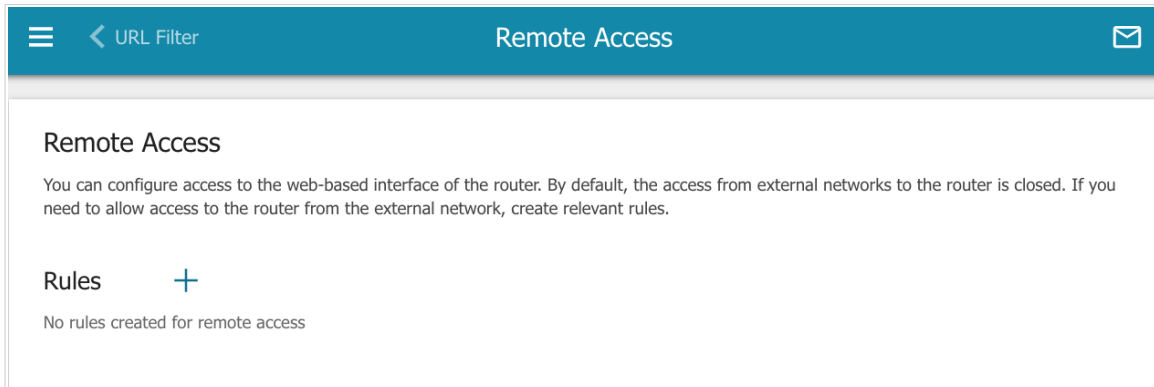 URL Filter
Remote Access
Remote Access
You can configure access to the web-based interface of the router. By default, the access from external networks to the router is closed. If you
need to allow access to the router from the external network, create relevant rules.
Rules
No rules created for remote access